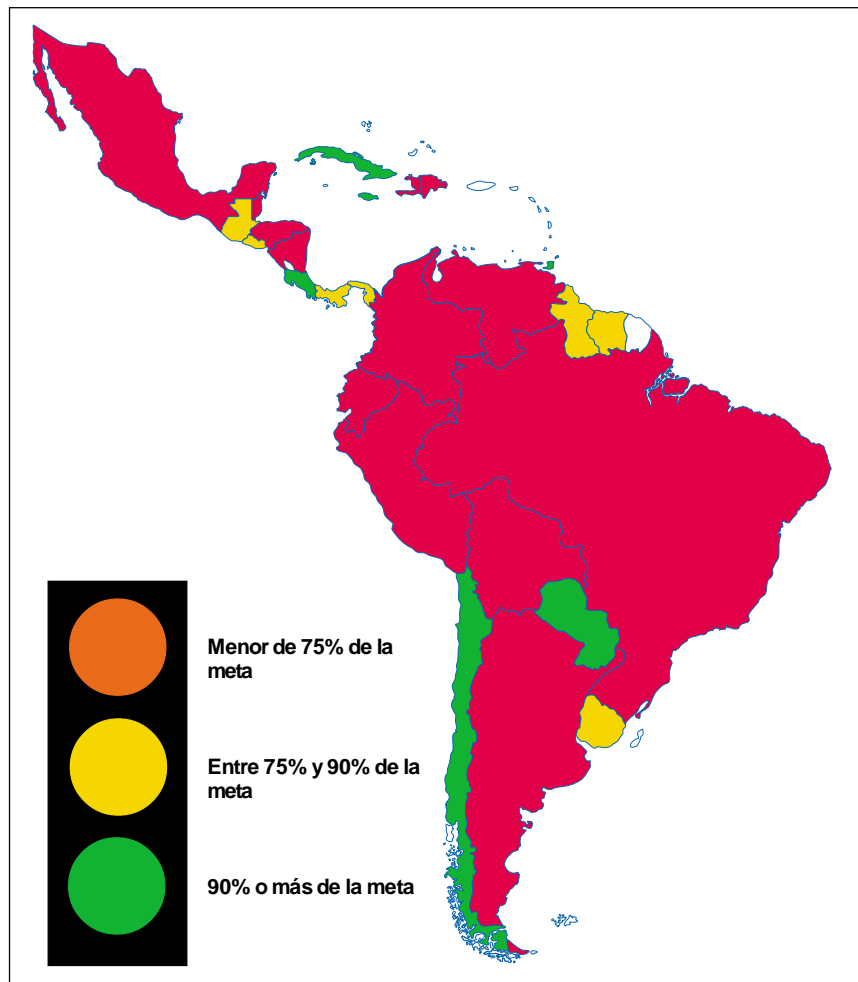 Menor de 75% de la
meta
Entre 75% y 90% de la
meta
90% o más de la meta